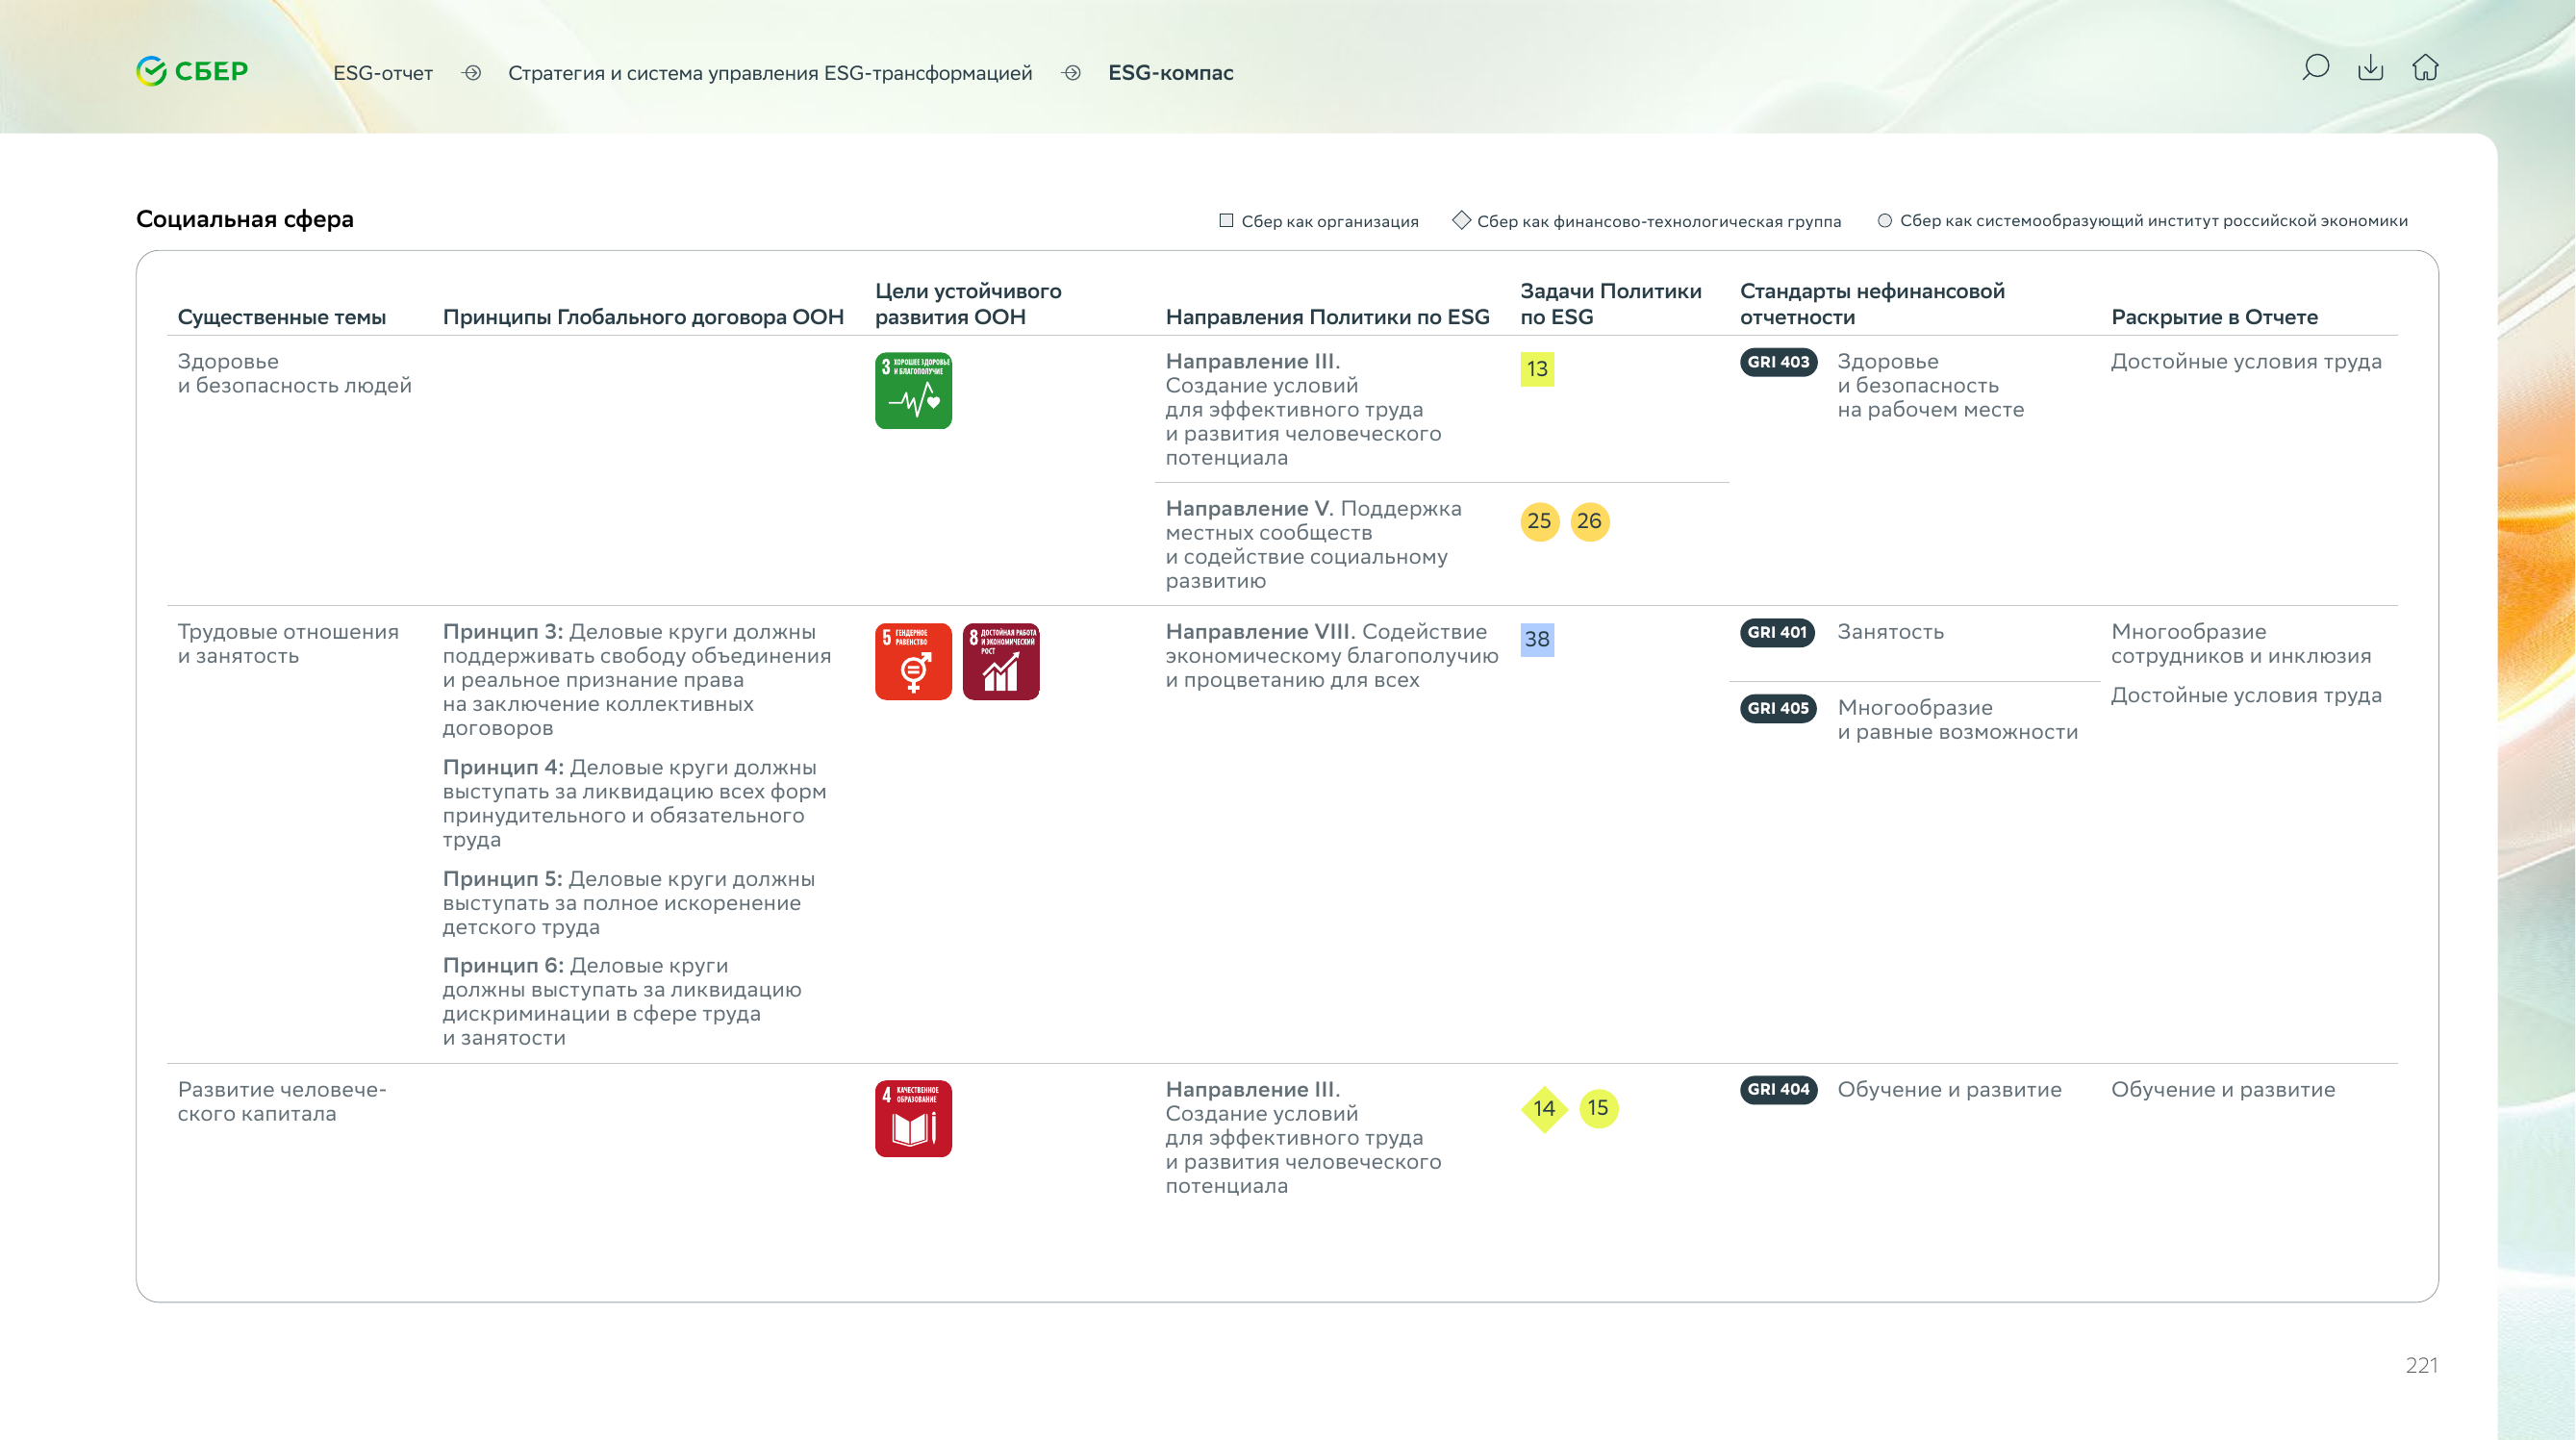 СБЕР
ESG-отчет
Стратегия и система управления ESG-трансформацией
ESG-компас
Социальная сфера
Сбер как организация
Сбер как финансово-технологическая группа
Сбер как системообразующий институт российской экономики
Существенные темы
Принципы Глобального договора ООН
Цели устойчивого
развития ООН
Направления Политики по ESG
Задачи Политики
по ESG
Стандарты нефинансовой
отчетности
Раскрытие в Отчете
Здоровье
и безопасность людей
3 ХОРОШЕЕ ЗДОРОВЬЕ
И БЛАГОПОЛУЧИЕ
Направление III.
Создание условий
для эффективного труда
и развития человеческого
потенциала
13
GRI 403
Здоровье
и безопасность
на рабочем месте
Достойные условия труда
Направление V. Поддержка
местных сообществ
и содействие социальному
развитию
25 26
Трудовые отношения
и занятость
Принцип 3: Деловые круги должны
поддерживать свободу объединения
и реальное признание права
на заключение коллективных
договоров
Принцип 4: Деловые круги должны
выступать за ликвидацию всех форм
принудительного и обязательного
труда
Принцип 5: Деловые круги должны
выступать за полное искоренение
детского труда
Принцип 6: Деловые круги
должны выступать за ликвидацию
дискриминации в сфере труда
и занятости
5 ГЕНДЕРНОЕ
РАВЕНСТВО
8 ДОСТОЙНАЯ РАБОТА
И ЭКОНОМИЧЕСКИЙ
РОСТ
Направление VIII. Содействие
экономическому благополучию
и процветанию для всех
38
GRI 401
Занятость
GRI 405
Многообразие
и равные возможности
Многообразие
сотрудников и инклюзия
Достойные условия труда
Развитие человече-
ского капитала
4 КАЧЕСТВЕННОЕ
ОБРАЗОВАНИЕ
Направление III.
Создание условий
для эффективного труда
и развития человеческого
потенциала
14 15
GRI 404
Обучение и развитие
Обучение и развитие
221